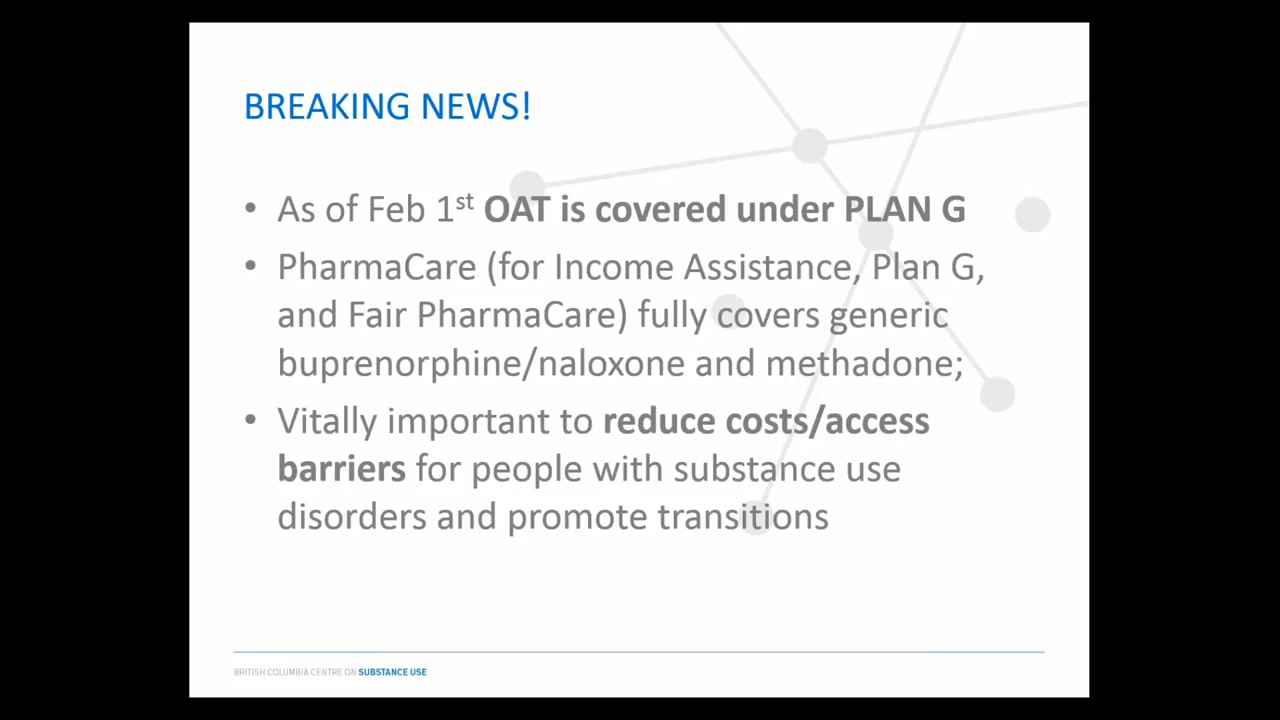 BREAKING NEWS!
• As of Feb 1st OAT is covered under PLAN G
• PharmaCare (for Income Assistance, Plan G,
and Fair PharmaCare) fully covers generic
buprenorphine/naloxone and methadone;
• Vitally important to reduce costs/access
barriers for people with substance use
disorders and promote transitions
BRITISH COLUMBIA CENTRE ON SUBSTANCE USE